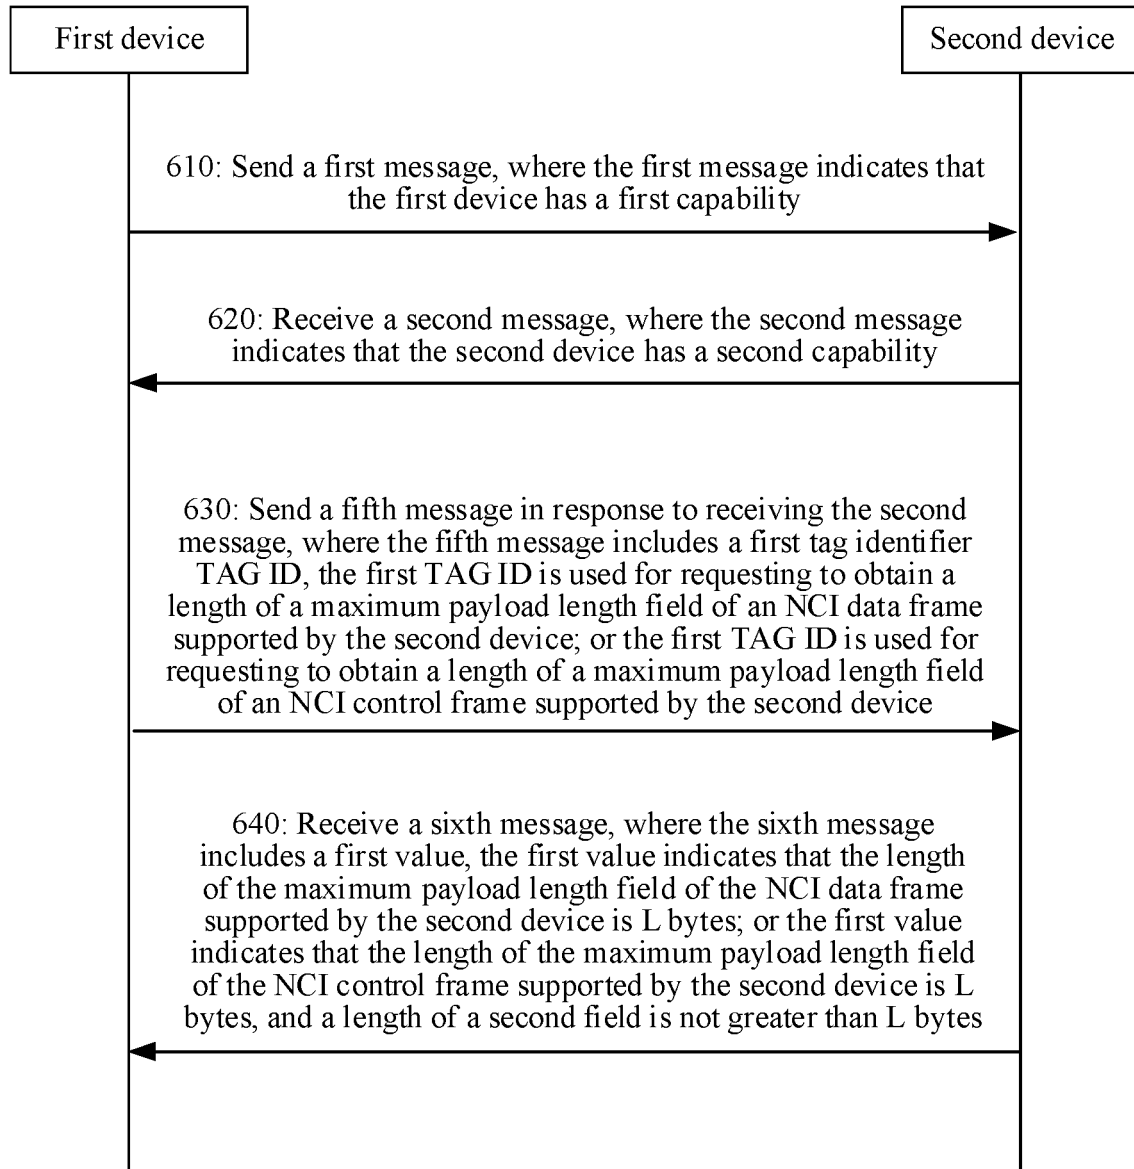 First device
Second device
610: Send a first message, where the first message indicates that
the first device has a first capability
620: Receive a second message, where the second message
indicates that the second device has a second capability
630: Send a fifth message in response to receiving the second
message, where the fifth message includes a first tag identifier
TAG ID, the first TAG ID is used for requesting to obtain a
length of a maximum payload length field of an NCI data frame
supported by the second device; or the first TAG ID is used for
requesting to obtain a length of a maximum payload length field
of an NCI control frame supported by the second device
640: Receive a sixth message, where the sixth message
includes a first value, the first value indicates that the length
of the maximum payload length field of the NCI data frame
supported by the second device is L bytes; or the first value
indicates that the length of the maximum payload length field
of the NCI control frame supported by the second device is L
bytes, and a length of a second field is not greater than L bytes